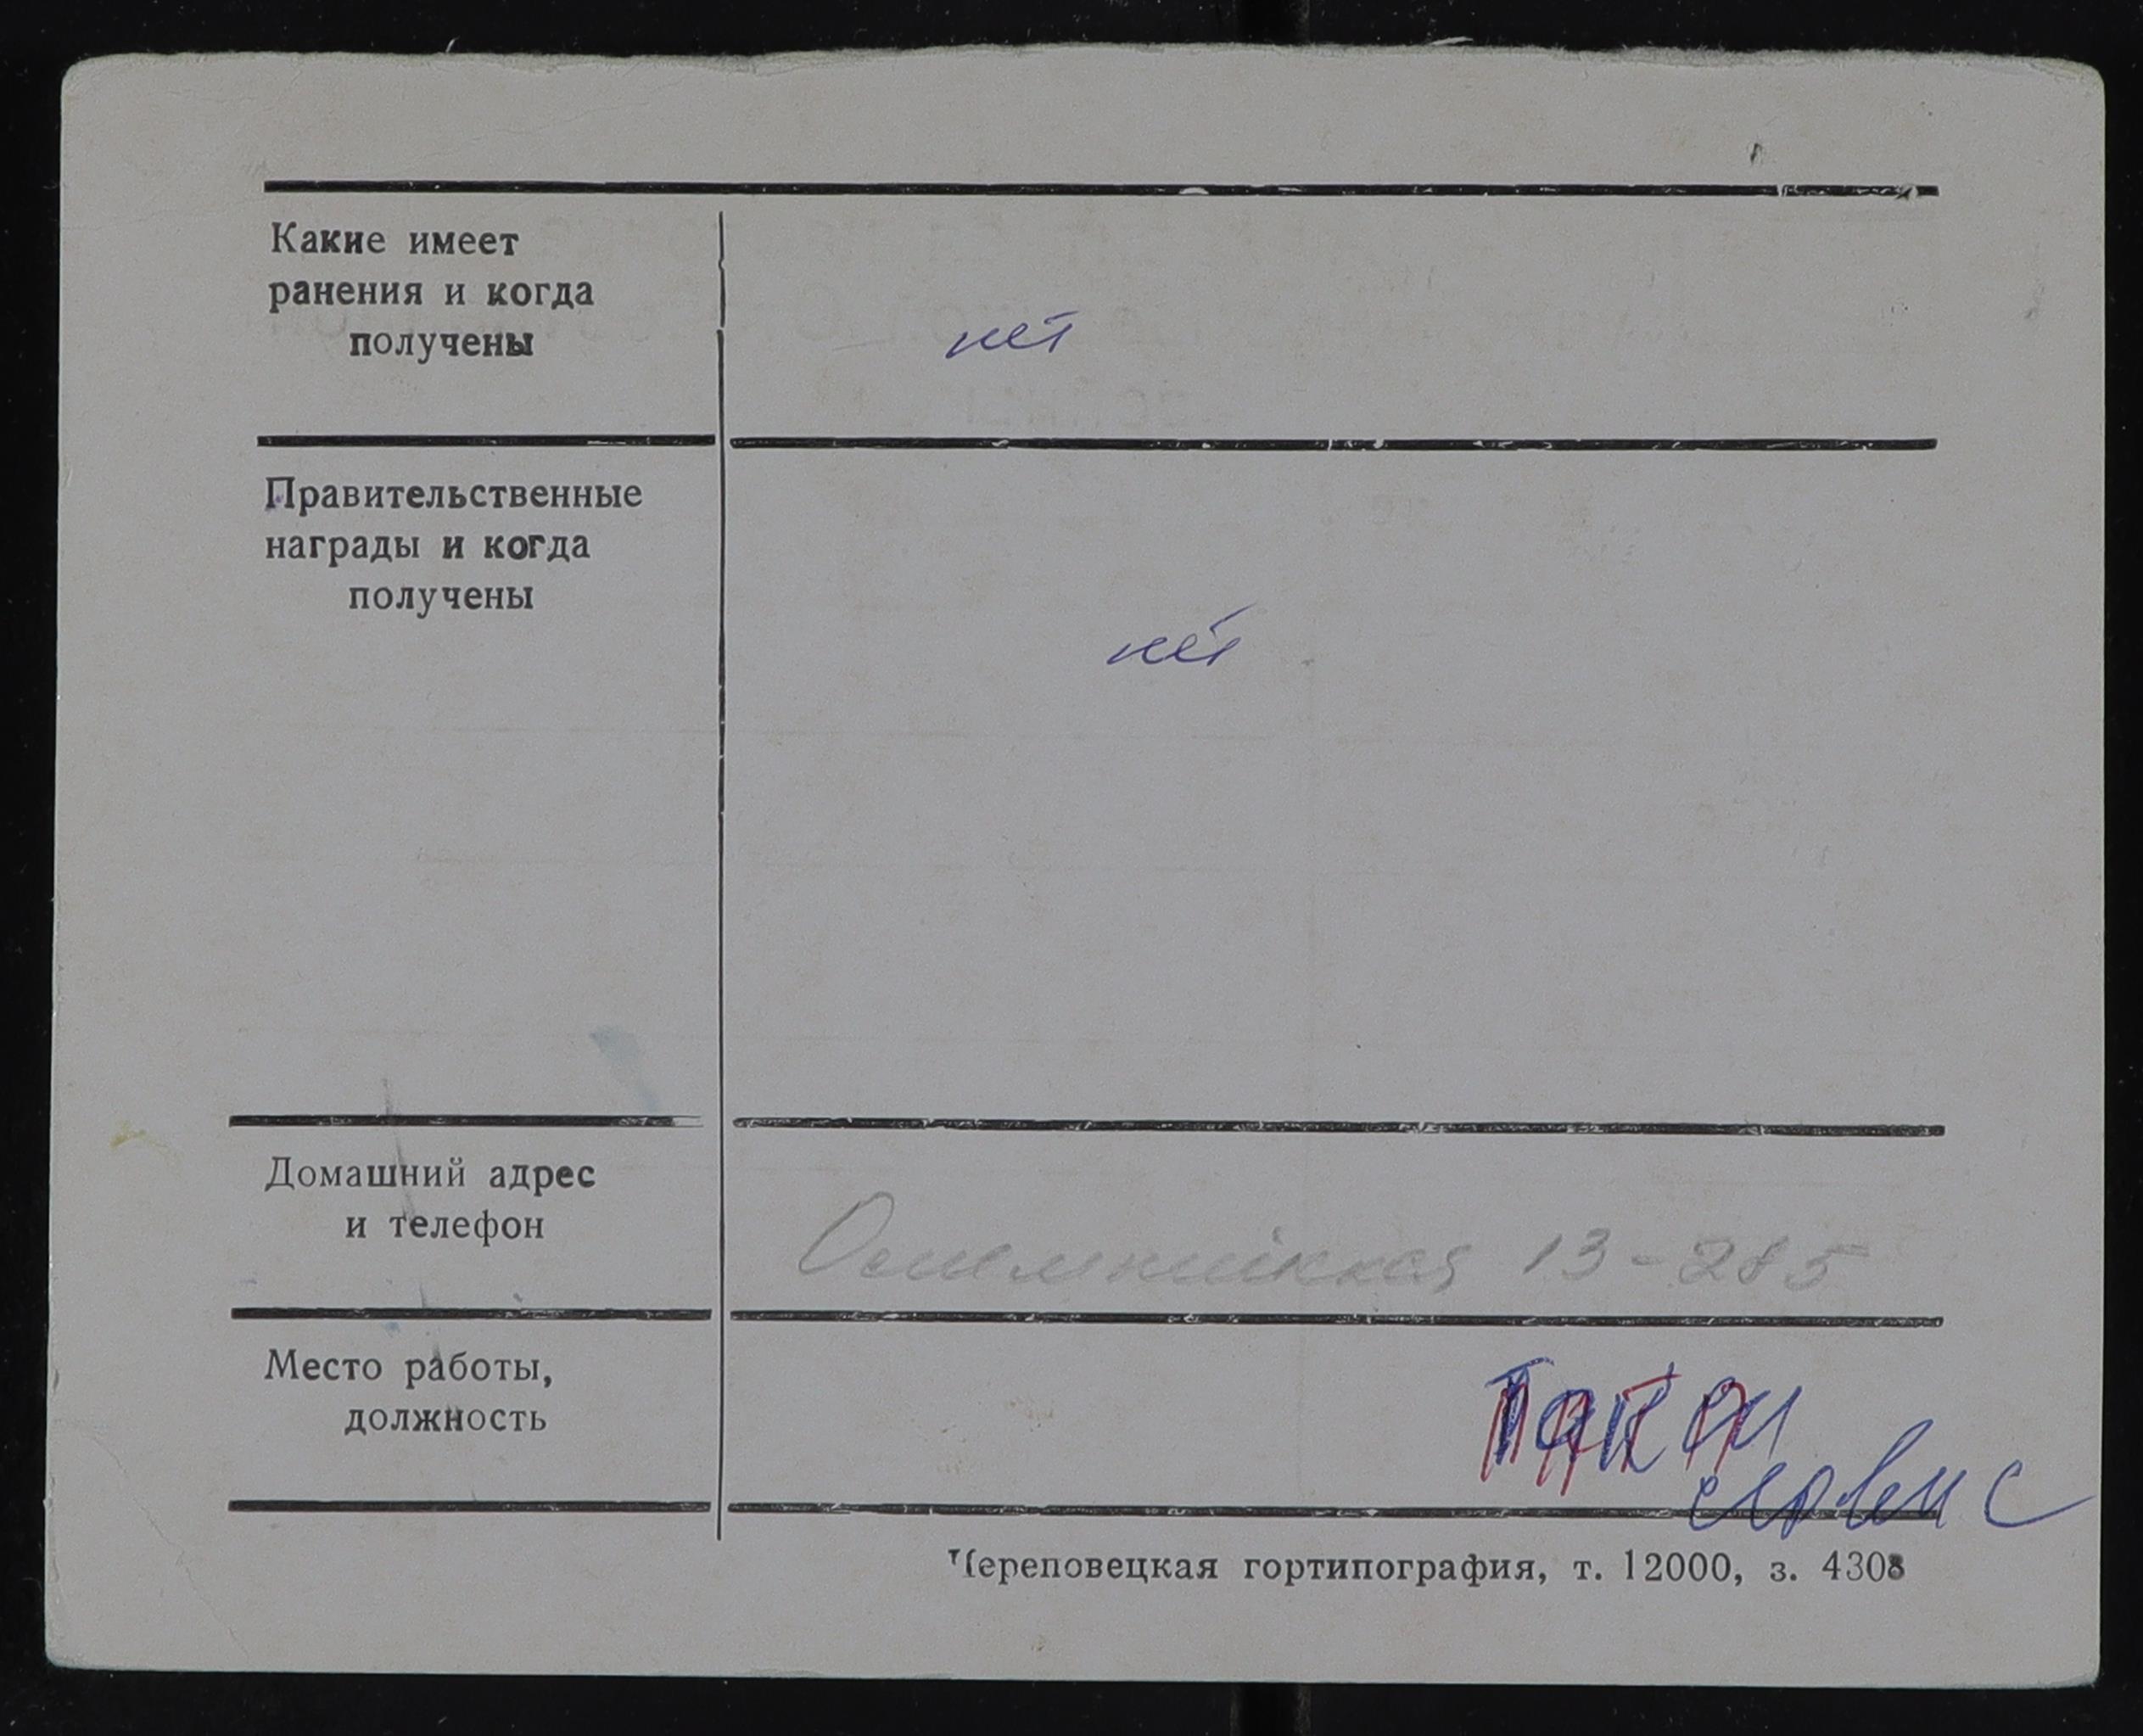 Какие имеет
ранения и когда
получены
нет
Правительственные
награды и когда
получены
нет
Домашний адрес
и телефон
Олимпийская 13-285
Место работы,
должность
сервис
Череповецкая гортипография, т. 12000, з. 4308